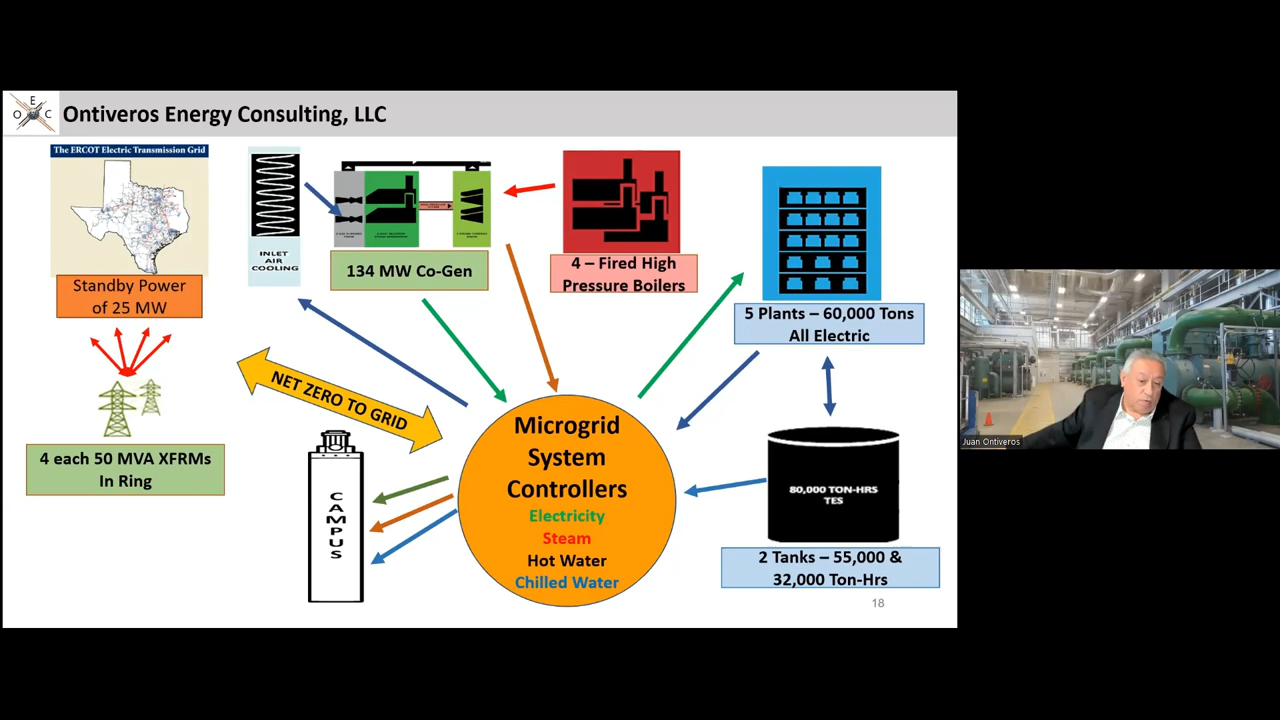 O E C
Ontiveros Energy Consulting, LLC
The ERCOT Electric Transmission Grid
Standby Power
of 25 MW
4 each 50 MVA XFRMs
In Ring
INLET
AIR
COOLING
134 MW Co-Gen
4 – Fired High
Pressure Boilers
5 Plants – 60,000 Tons
All Electric
NET ZERO TO GRID
CAMPUS
Microgrid
System
Controllers
Electricity
Steam
Hot Water
Chilled Water
80,000 TON-HRS
TES
2 Tanks – 55,000 &
32,000 Ton-Hrs
18
Juan Ontiveros